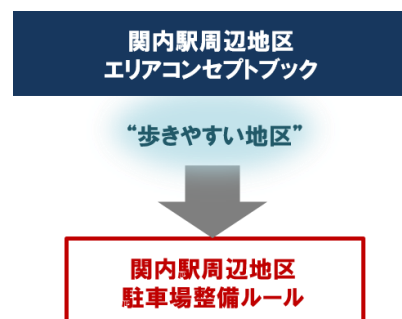 関内駅周辺地区
エリアコンセプトブック
“歩きやすい地区”
関内駅周辺地区
駐車場整備ルール